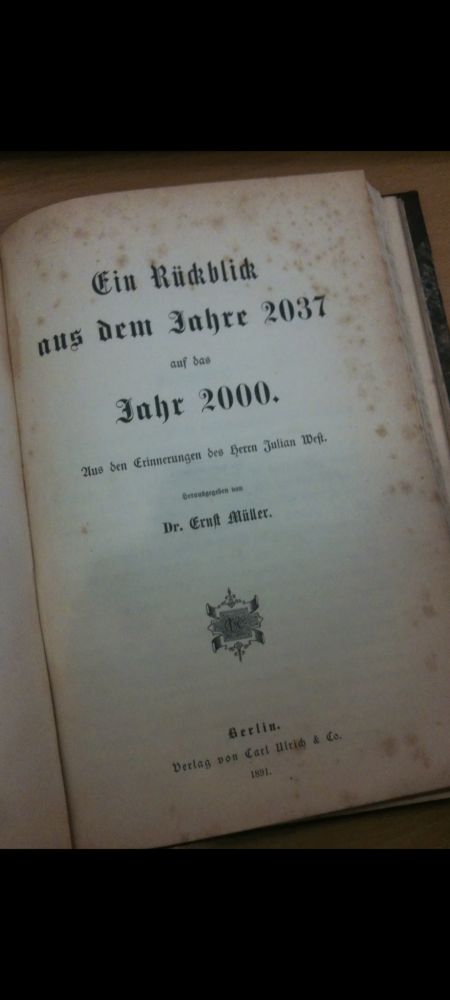 Ein Rückblick
aus dem Jahre 2037
auf das
Jahr 2000.
Aus den Erinnerungen des Herrn Julian West.
herausgegeben von
Dr. Ernst Müller.
Berlin.
Verlag von Carl Ulrich & Co.
1891.